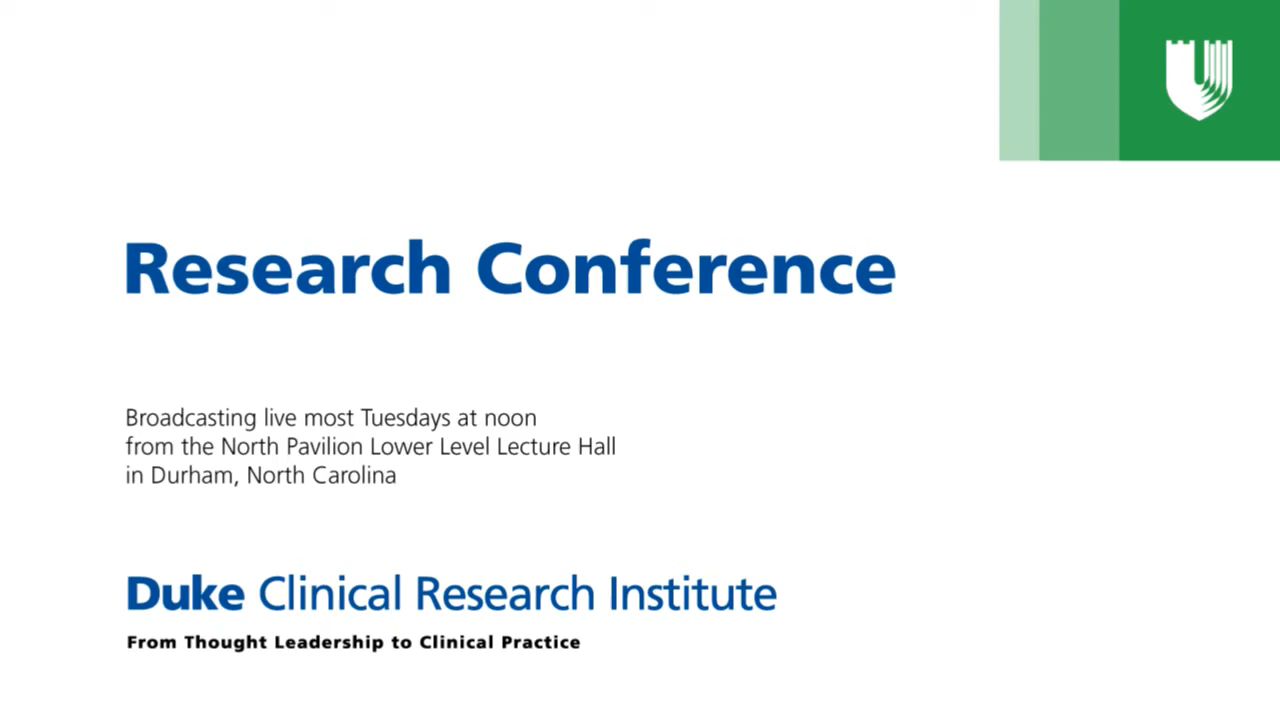 Research Conference
Broadcasting live most Tuesdays at noon
from the North Pavilion Lower Level Lecture Hall
in Durham, North Carolina
Duke Clinical Research Institute
From Thought Leadership to Clinical Practice